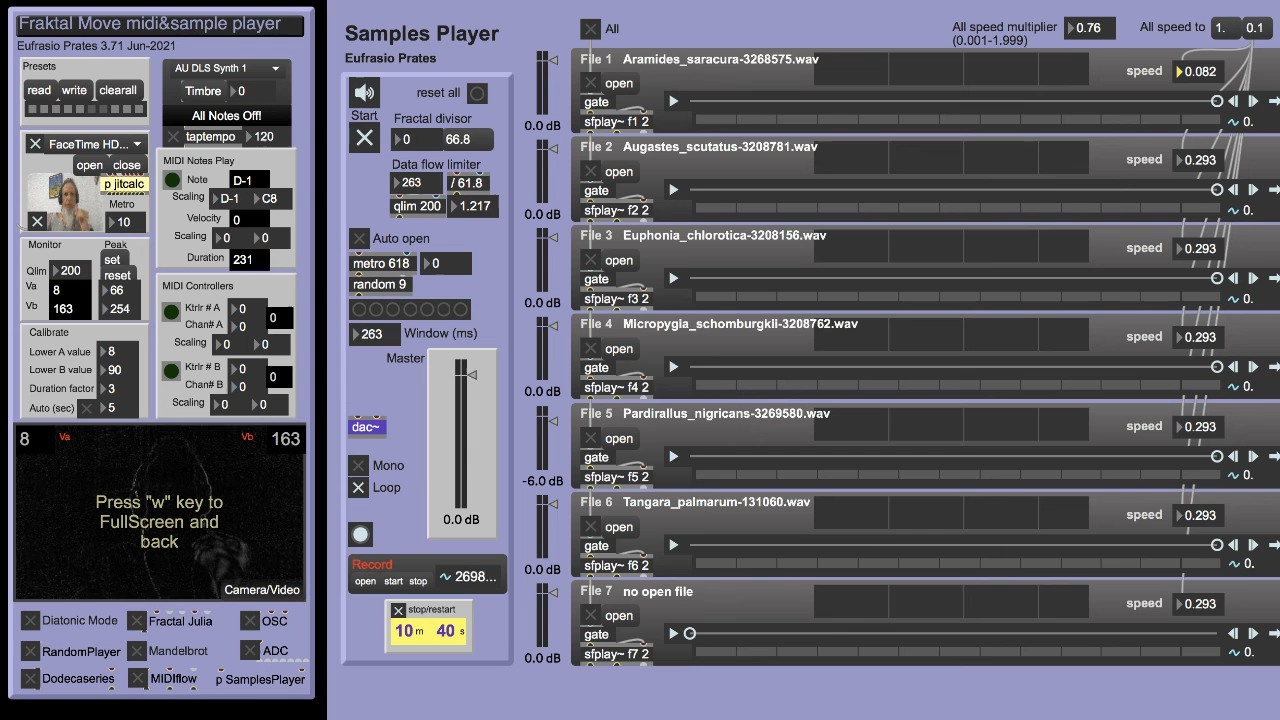 Fraktal Move midi&sample player
Eufrasio Prates 3.71 Jun-2021
Presets
read write clearall
FaceTime HD...
open close
p jitcalc
Metro
10
Monitor
Peak
set
reset
Qlim 200
Va
8
66
Vb
163
254
Calibrate
Lower A value 8
Lower B value 90
Duration factor 3
Auto (sec) 5
AU DLS Synth 1
Timbre 0
All Notes Off!
taptempo 120
MIDI Notes Play
Note D-1
Scaling D-1 C8
Velocity 0
Scaling 0 0
Duration 231
MIDI Controllers
Ktrlr # A 0
Chan# A 0
0
Scaling 0 0
Ktrlr # B 0
Chan# B 0
0
Scaling 0 0
8 Va Vb 163
Press "w" key to
FullScreen and
back
Camera/Video
Diatonic Mode Fractal Julia OSC
RandomPlayer Mandelbrot ADC
Dodecaseries MIDIflow p SamplesPlayer
Samples Player
Eufrasio Prates
reset all
Start
Fractal divisor
0 66.8
Data flow limiter
263 / 61.8
qlim 200 1.217
Auto open
metro 618 0
random 9
263 Window (ms)
Master
dac~
Mono
Loop
0.0 dB
Record
open start stop
2698...
stop/restart
10 m 40 s
All
All speed multiplier 0.76
(0.001-1.999)
All speed to 1. 0.1
File 1 Aramides_saracura-3268575.wav
open
speed 0.082
gate
sfplay~ f1 2
0.
0.0 dB
File 2 Augastes_scutatus-3208781.wav
open
speed 0.293
gate
sfplay~ f2 2
0.
0.0 dB
File 3 Euphonia_chlorotica-3208156.wav
open
speed 0.293
gate
sfplay~ f3 2
0.
0.0 dB
File 4 Micropygia_schomburgkii-3208762.wav
open
speed 0.293
gate
sfplay~ f4 2
0.
0.0 dB
File 5 Pardirallus_nigricans-3269580.wav
open
speed 0.293
gate
sfplay~ f5 2
0.
-6.0 dB
File 6 Tangara_palmarum-131060.wav
open
speed 0.293
gate
sfplay~ f6 2
0.
0.0 dB
File 7 no open file
open
speed 0.293
gate
sfplay~ f7 2
0.
0.0 dB